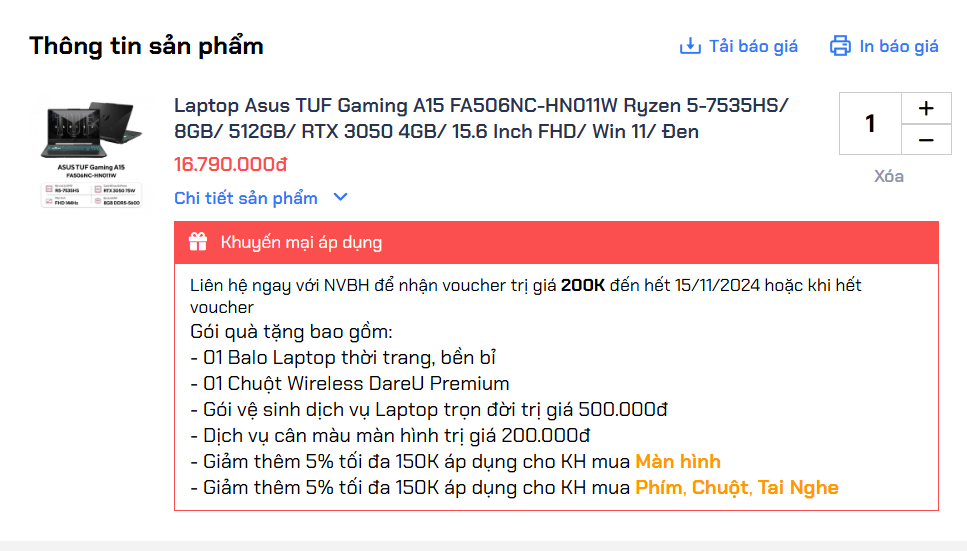 Thông tin sản phẩm
Tải báo giá
In báo giá
Laptop Asus TUF Gaming A15 FA506NC-HN011W Ryzen 5-7535HS/
8GB/ 512GB/ RTX 3050 4GB/ 15.6 Inch FHD/ Win 11/ Đen
16.790.000đ
Chi tiết sản phẩm
1
+
−
Xóa
ASUS TUF Gaming A15
FA506NC-HN011W
R5-7535HS
RTX 3050 75W
FHD 144Hz
8GB DDR5-5600
Khuyến mại áp dụng
Liên hệ ngay với NVBH để nhận voucher trị giá 200K đến hết 15/11/2024 hoặc khi hết
voucher
Gói quà tặng bao gồm:
- 01 Balo Laptop thời trang, bền bỉ
- 01 Chuột Wireless DareU Premium
- Gói vệ sinh dịch vụ Laptop trọn đời trị giá 500.000đ
- Dịch vụ cân màu màn hình trị giá 200.000đ
- Giảm thêm 5% tối đa 150K áp dụng cho KH mua Màn hình
- Giảm thêm 5% tối đa 150K áp dụng cho KH mua Phím, Chuột, Tai Nghe